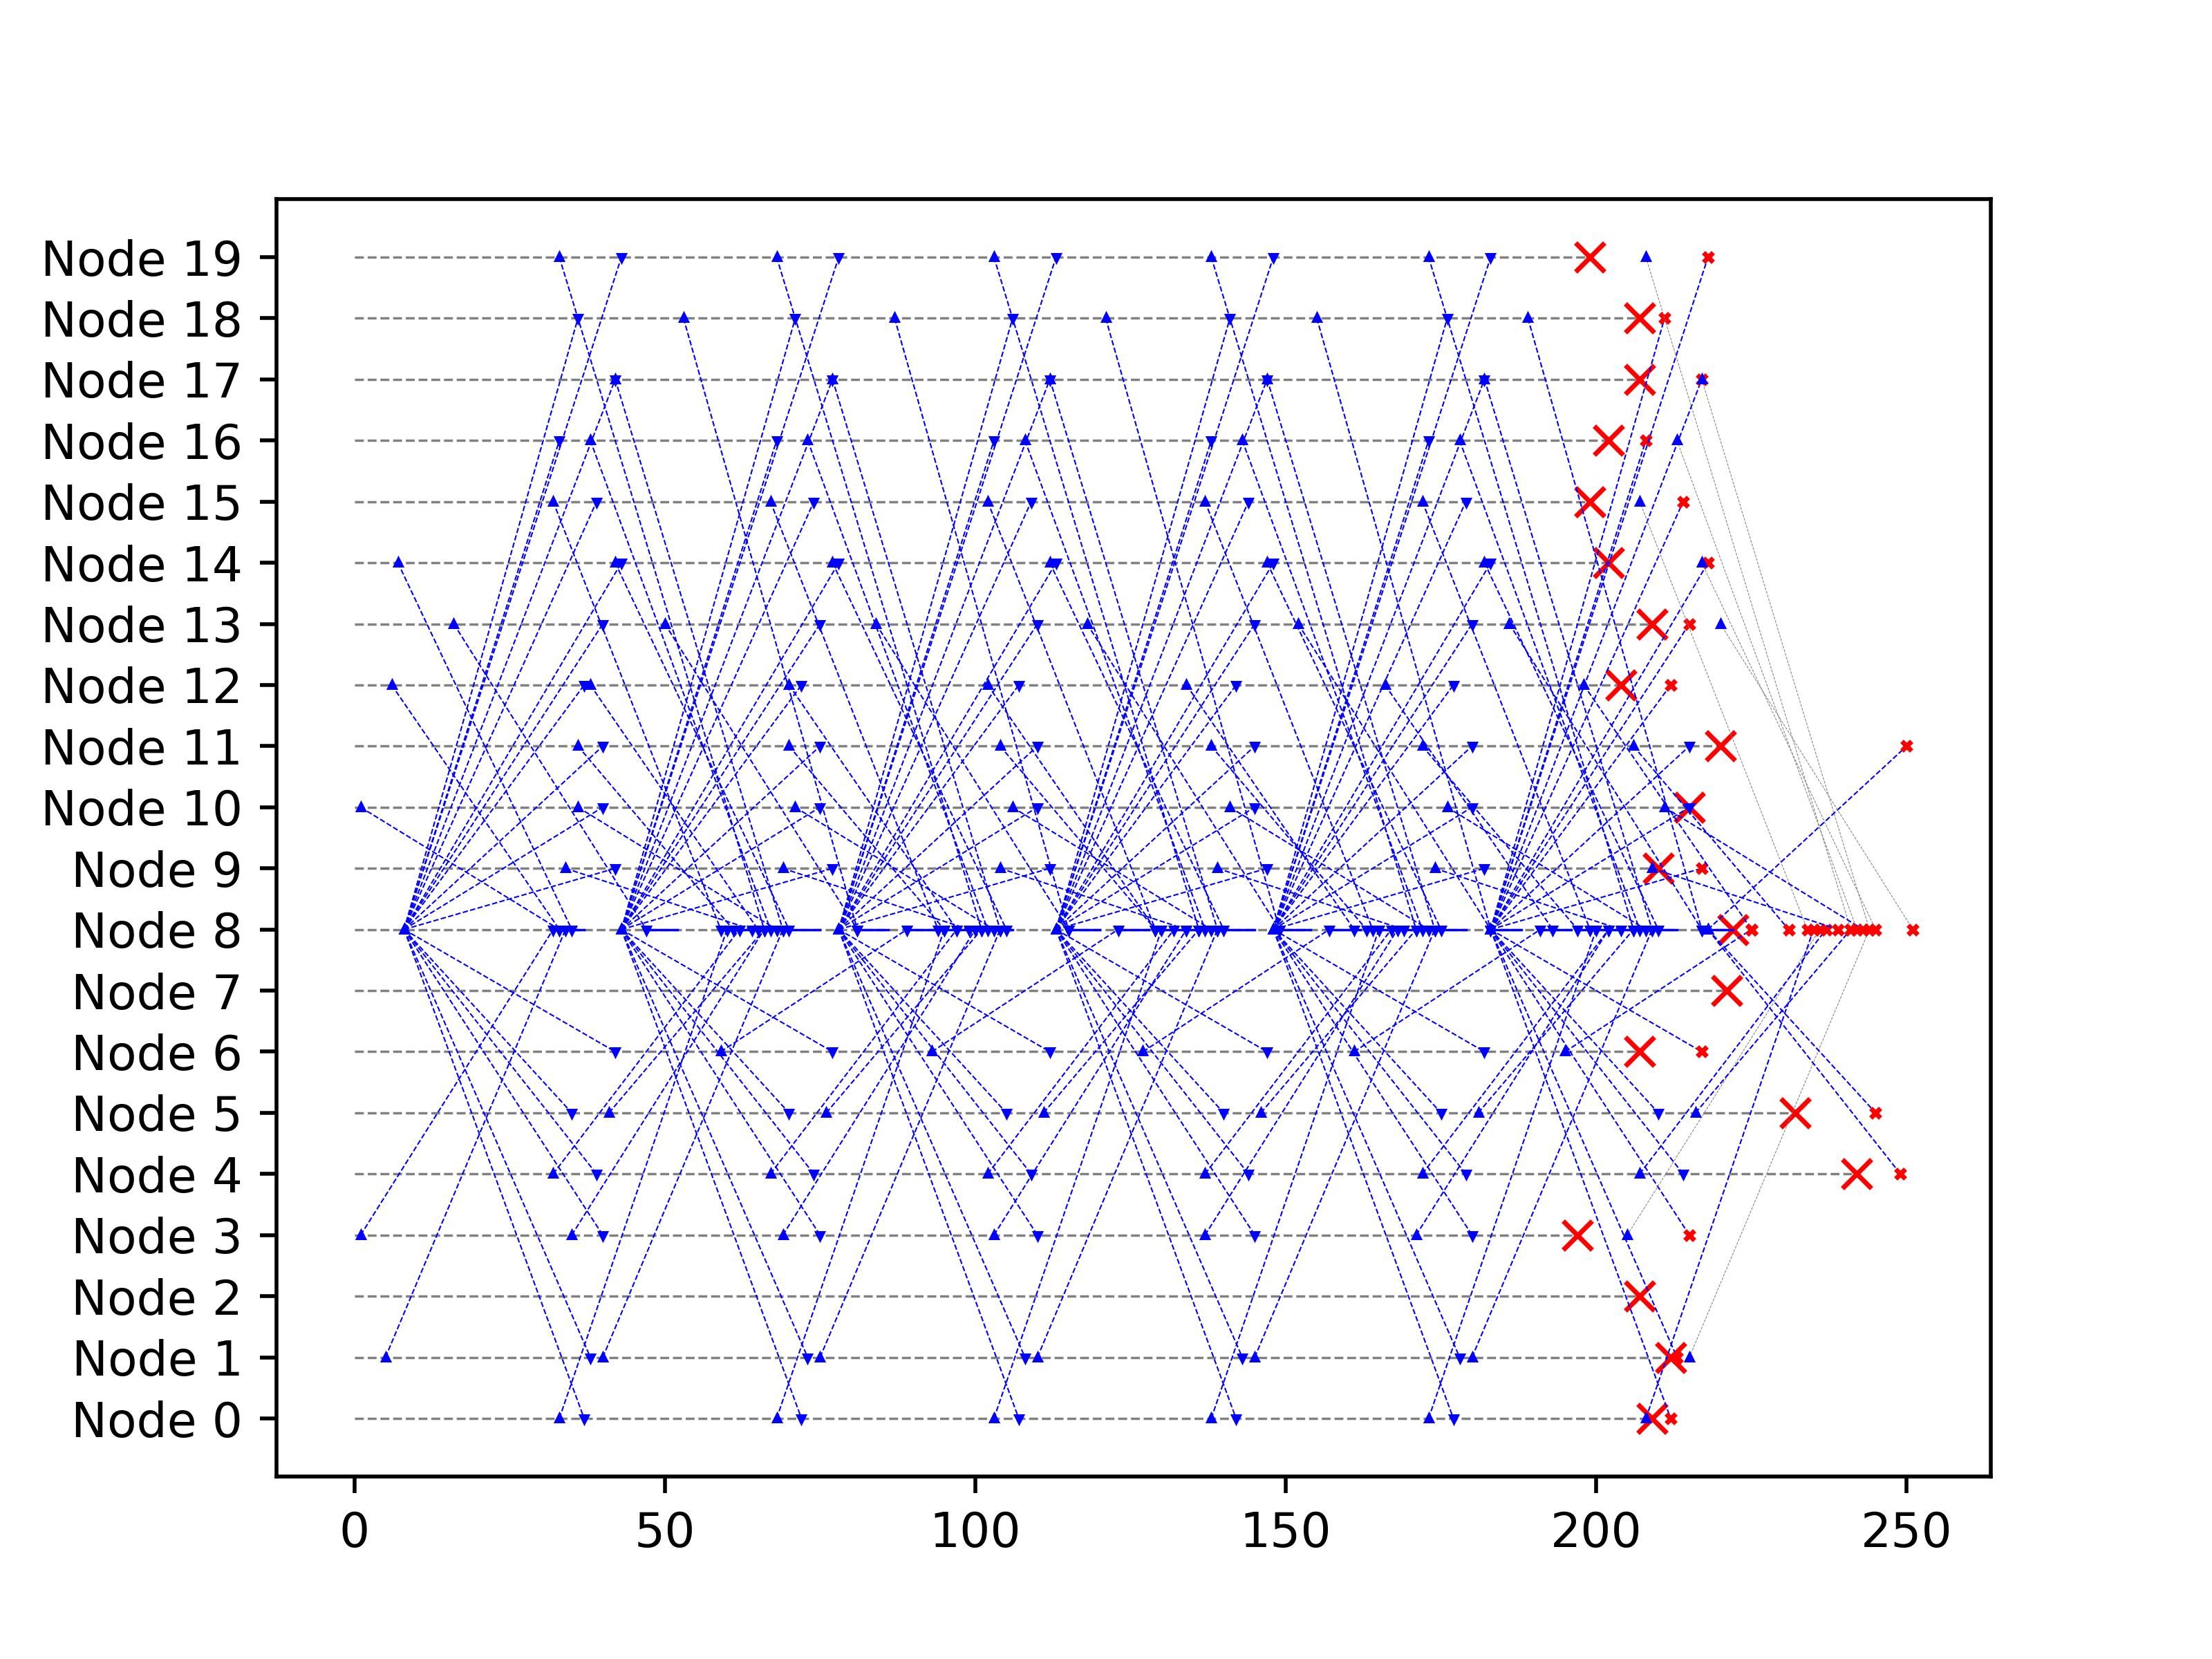 Node 19
Node 18
Node 17
Node 16
Node 15
Node 14
Node 13
Node 12
Node 11
Node 10
Node 9
Node 8
Node 7
Node 6
Node 5
Node 4
Node 3
Node 2
Node 1
Node 0
0 50 100 150 200 250